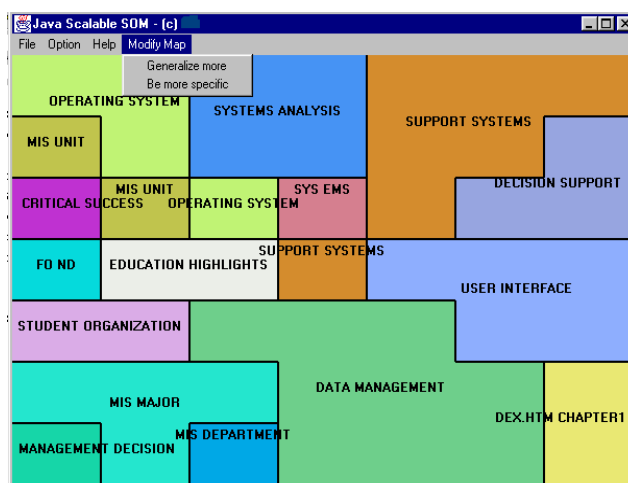 Java Scalable SOM - (c)
File Option Help Modify Map
Generalize more
Be more specific
OPERATING SYSTEM
SYSTEMS ANALYSIS
SUPPORT SYSTEMS
MIS UNIT
DECISION SUPPORT
CRITICAL SUCCESS
MIS UNIT
OPERATING SYSTEM
SYS EMS
SUPPORT SYSTEMS
FO ND
EDUCATION HIGHLIGHTS
USER INTERFACE
STUDENT ORGANIZATION
DATA MANAGEMENT
MIS MAJOR
DEX.HTM CHAPTER1
MIS DEPARTMENT
MANAGEMENT DECISION